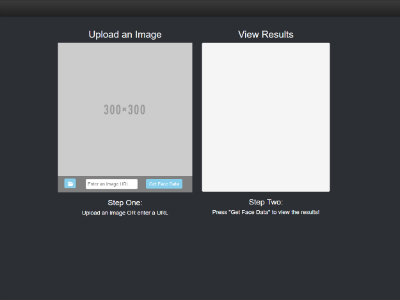 Upload an Image
View Results
300×300
Enter an image URL
Get Face Data
Step One:
Upload an Image OR enter a URL
Step Two:
Press "Get Face Data" to view the results!